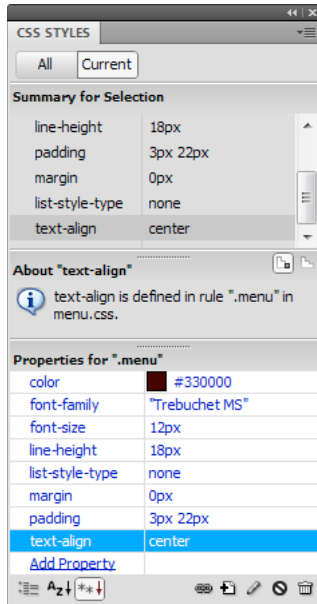 CSS STYLES
All Current
Summary for Selection
line-height 18px
padding 3px 22px
margin 0px
list-style-type none
text-align center
About "text-align"
text-align is defined in rule ".menu" in
menu.css.
Properties for ".menu"
color #330000
font-family "Trebuchet MS"
font-size 12px
line-height 18px
list-style-type none
margin 0px
padding 3px 22px
text-align center
Add Property
Az↓ **↓